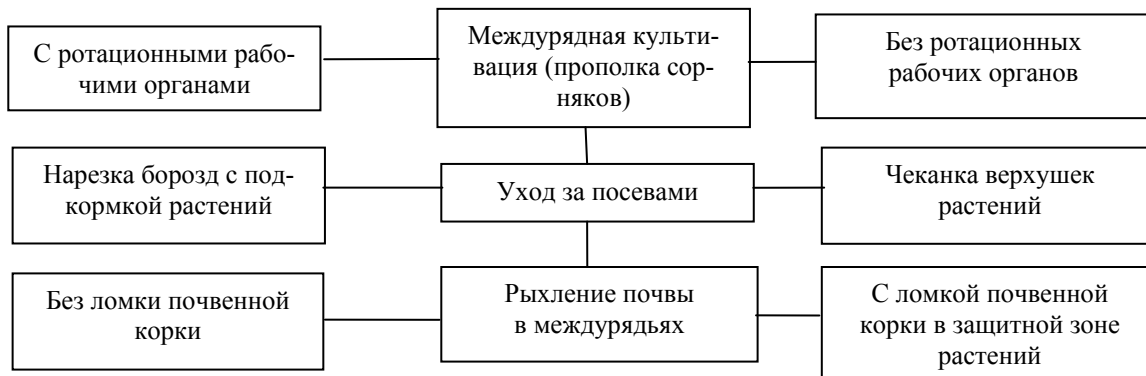 С ротационными рабо-
чими органами
Междурядная культи-
вация (прополка сор-
няков)
Без ротационных
рабочих органов
Нарезка борозд с под-
кормкой растений
Уход за посевами
Чеканка верхушек
растений
Без ломки почвенной
корки
Рыхление почвы
в междурядьях
С ломкой почвенной
корки в защитной зоне
растений